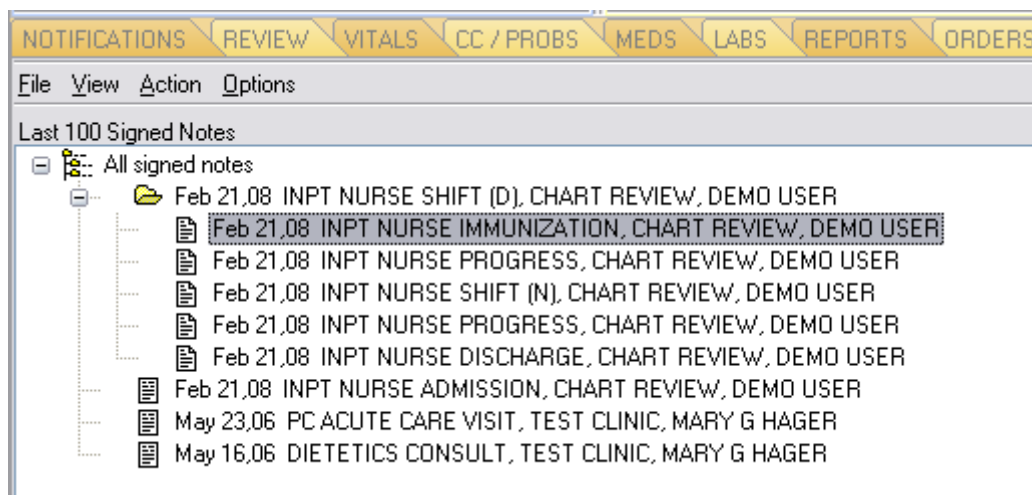 NOTIFICATIONS REVIEW VITALS CC / PROBS MEDS LABS REPORTS ORDERS
File View Action Options
Last 100 Signed Notes
All signed notes
Feb 21,08 INPT NURSE SHIFT (D), CHART REVIEW, DEMO USER
Feb 21,08 INPT NURSE IMMUNIZATION, CHART REVIEW, DEMO USER
Feb 21,08 INPT NURSE PROGRESS, CHART REVIEW, DEMO USER
Feb 21,08 INPT NURSE SHIFT (N), CHART REVIEW, DEMO USER
Feb 21,08 INPT NURSE PROGRESS, CHART REVIEW, DEMO USER
Feb 21,08 INPT NURSE DISCHARGE, CHART REVIEW, DEMO USER
Feb 21,08 INPT NURSE ADMISSION, CHART REVIEW, DEMO USER
May 23,06 PC ACUTE CARE VISIT, TEST CLINIC, MARY G HAGER
May 16,06 DIETETICS CONSULT, TEST CLINIC, MARY G HAGER